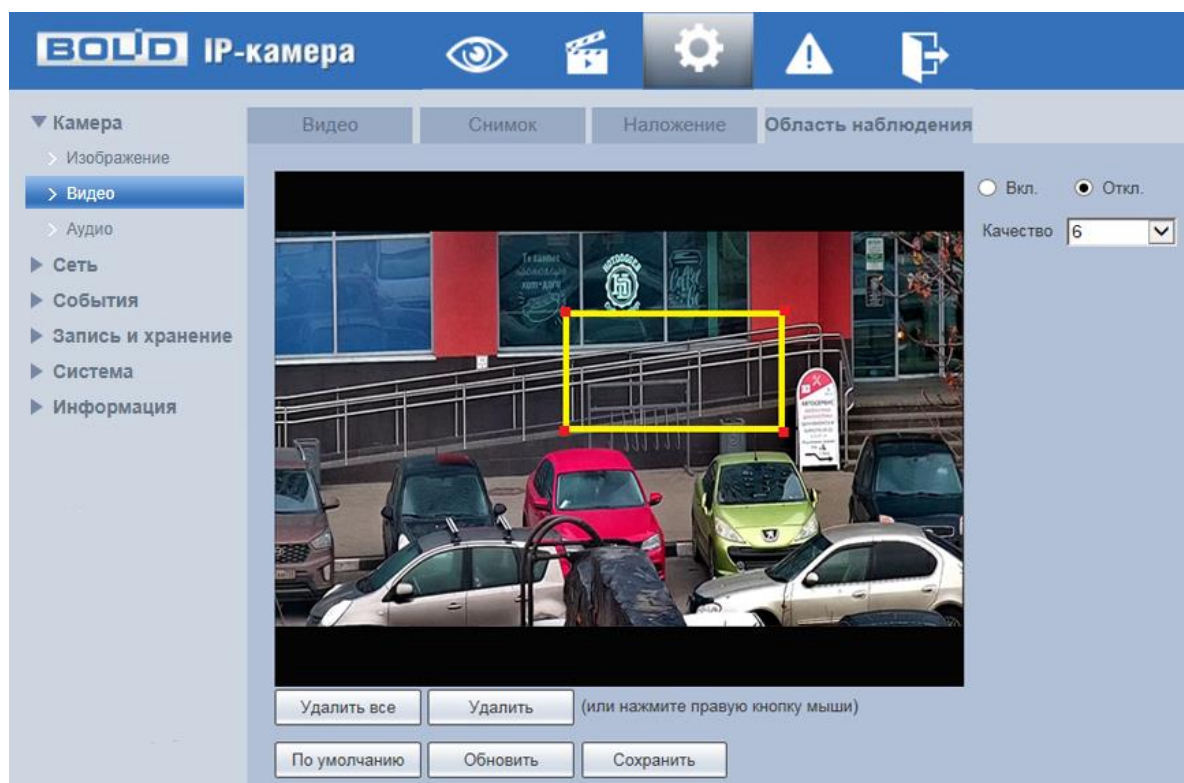 BOLID IP-камера
Камера
Изображение
Видео
Аудио
Сеть
События
Запись и хранение
Система
Информация
Видео Снимок Наложение Область наблюдения
Вкл. Откл.
Качество 6
HOTDOGGER
HD
АВТОСЕРВИС
Удалить все Удалить (или нажмите правую кнопку мыши)
По умолчанию Обновить Сохранить